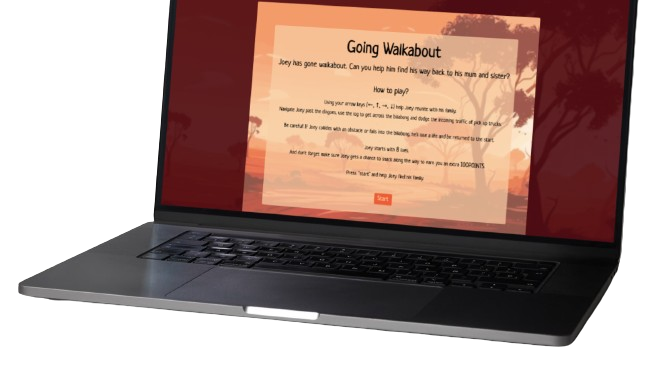 Going Walkabout
Joey has gone walkabout. Can you help him find his way back to his mum and sister?
How to play?
Using your arrow keys (←, ↑, →, ↓) help Joey reunite with his family.
Navigate Joey past the dingoes, use the log to get across the billabong and dodge the incoming traffic of pick up trucks.
Be careful! If Joey collides with an obstacle or falls into the billabong, he'll lose a life and be returned to the start.
Joey starts with lives.
And don't forget: make sure Joey gets a chance to snack along the way to earn you an extra 100POINTS.
Press "start" and help Joey find his family.
Start